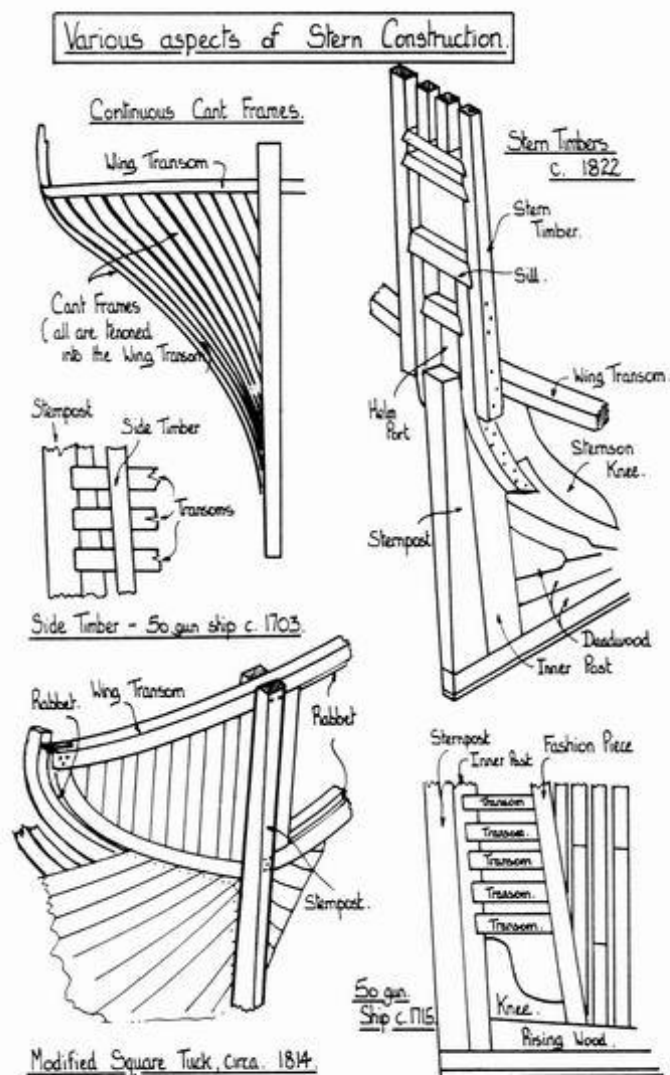 Various aspects of Stern Construction.
Continuous Cant Frames.
Wing Transom
Cant Frames
(all are tenoned
into the Wing Transom)
Stern Timbers
c. 1822
Stern
Timber.
Sill.
Wing Transom.
Helm
Port
Sternson
Knee.
Sternpost
Deadwood
Inner Post
Sternpost
Side Timber
Transoms
Side Timber - 50 gun ship c. 1703.
Rabbet.
Wing Transom
Rabbet
Sternpost.
Modified Square Tuck, circa. 1814.
Sternpost
Inner Post
Fashion Piece
Transom
Transom.
Transom
Transom.
Transom.
Knee.
Rising Wood.
50 gun
Ship c.1715.